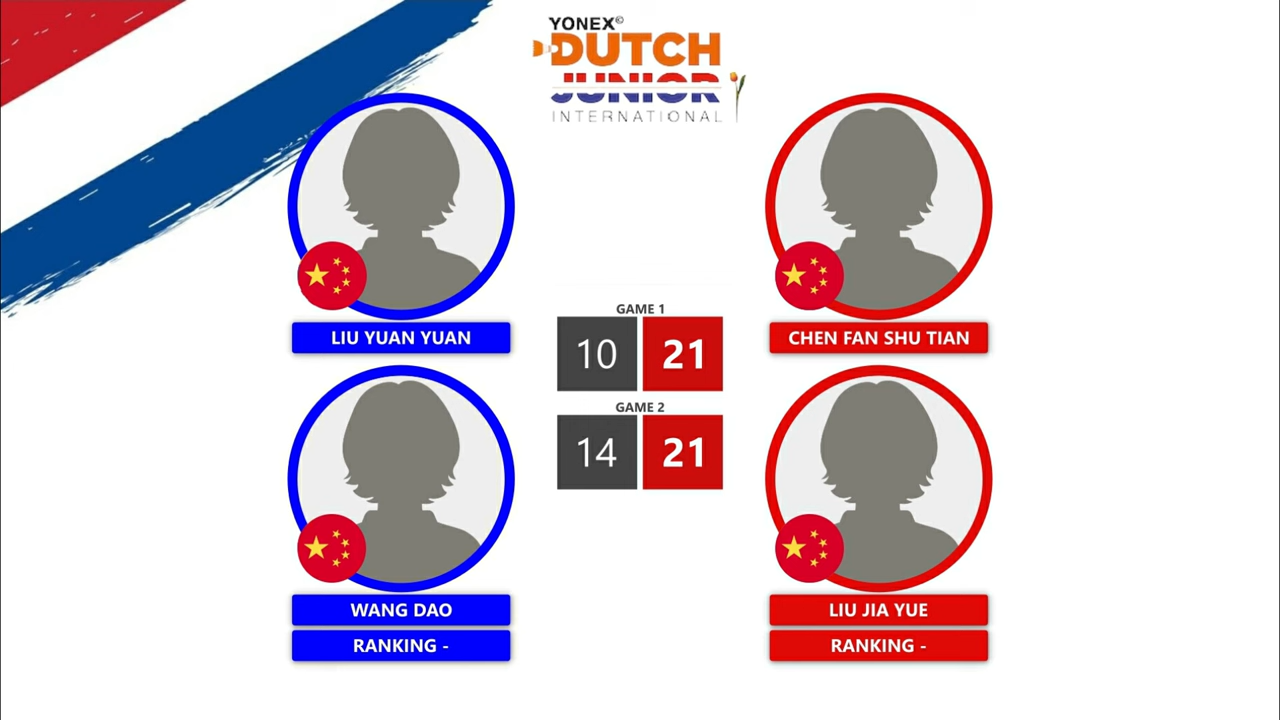 YONEX©
DUTCH
JUNIOR
INTERNATIONAL
LIU YUAN YUAN
CHEN FAN SHU TIAN
GAME 1
10 21
GAME 2
14 21
WANG DAO
RANKING -
LIU JIA YUE
RANKING -